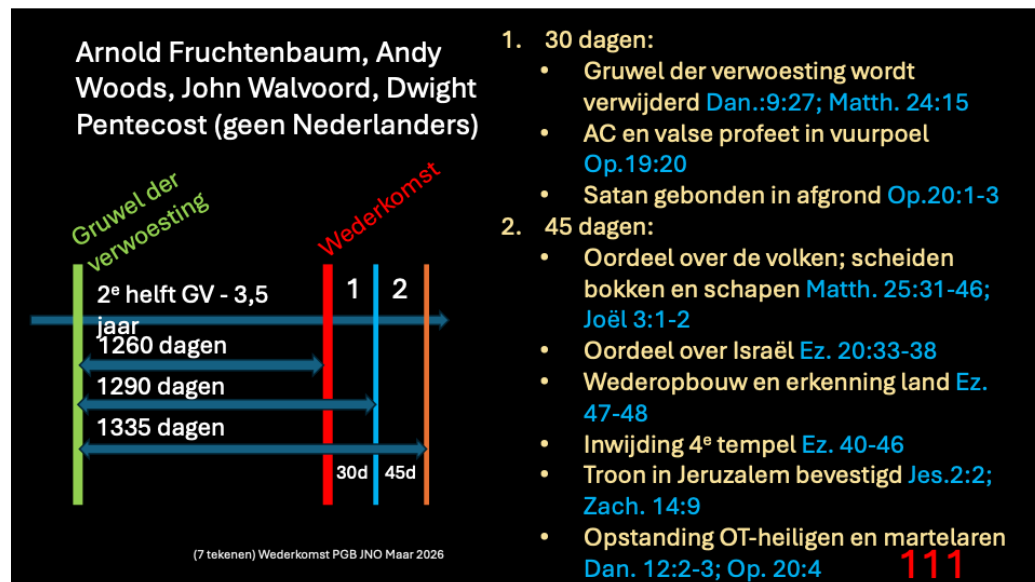 Arnold Fruchtenbaum, Andy
Woods, John Walvoord, Dwight
Pentecost (geen Nederlanders)
Gruwel der
verwoesting
Wederkomst
2e helft GV - 3,5
jaar
1 2
1260 dagen
1290 dagen
1335 dagen
30d 45d
(7 tekenen) Wederkomst PGB JNO Maar 2026
1. 30 dagen:
• Gruwel der verwoesting wordt
verwijderd Dan.:9:27; Matth. 24:15
• AC en valse profeet in vuurpoel
Op.19:20
• Satan gebonden in afgrond Op.20:1-3
2. 45 dagen:
• Oordeel over de volken; scheiden
bokken en schapen Matth. 25:31-46;
Joël 3:1-2
• Oordeel over Israël Ez. 20:33-38
• Wederopbouw en erkenning land Ez.
47-48
• Inwijding 4e tempel Ez. 40-46
• Troon in Jeruzalem bevestigd Jes.2:2;
Zach. 14:9
• Opstanding OT-heiligen en martelaren
Dan. 12:2-3; Op. 20:4
111